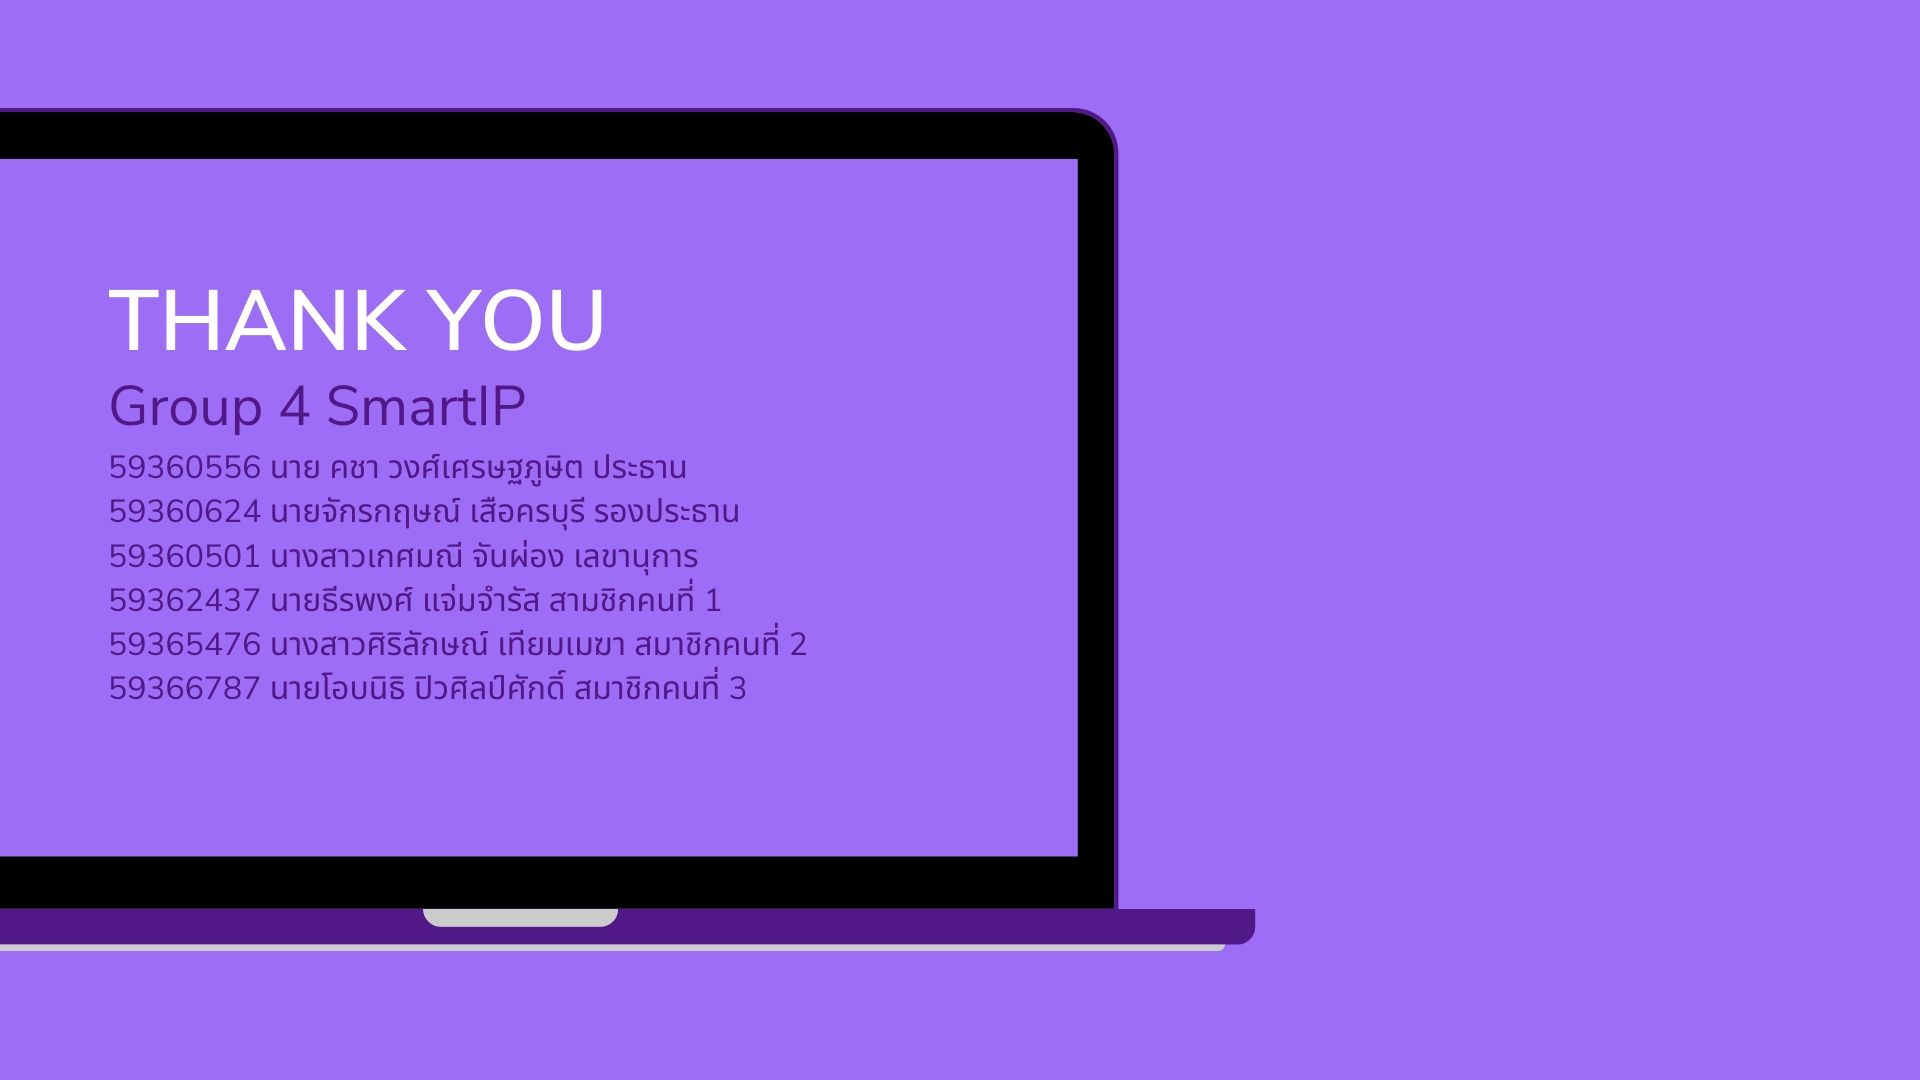 THANK YOU
Group 4 SmartIP
59360556 นาย คชา วงศ์เศรษฐภูษิต ประธาน
59360624 นายจักรกฤษณ์ เสือครบุรี รองประธาน
59360501 นางสาวเกศมณี จันผ่อง เลขานุการ
59362437 นายธีรพงศ์ แจ่มจำรัส สามชิกคนที่ 1
59365476 นางสาวศิริลักษณ์ เทียมเมฆา สมาชิกคนที่ 2
59366787 นายโอบนิธิ ปิวศิลป์ศักดิ์ สมาชิกคนที่ 3